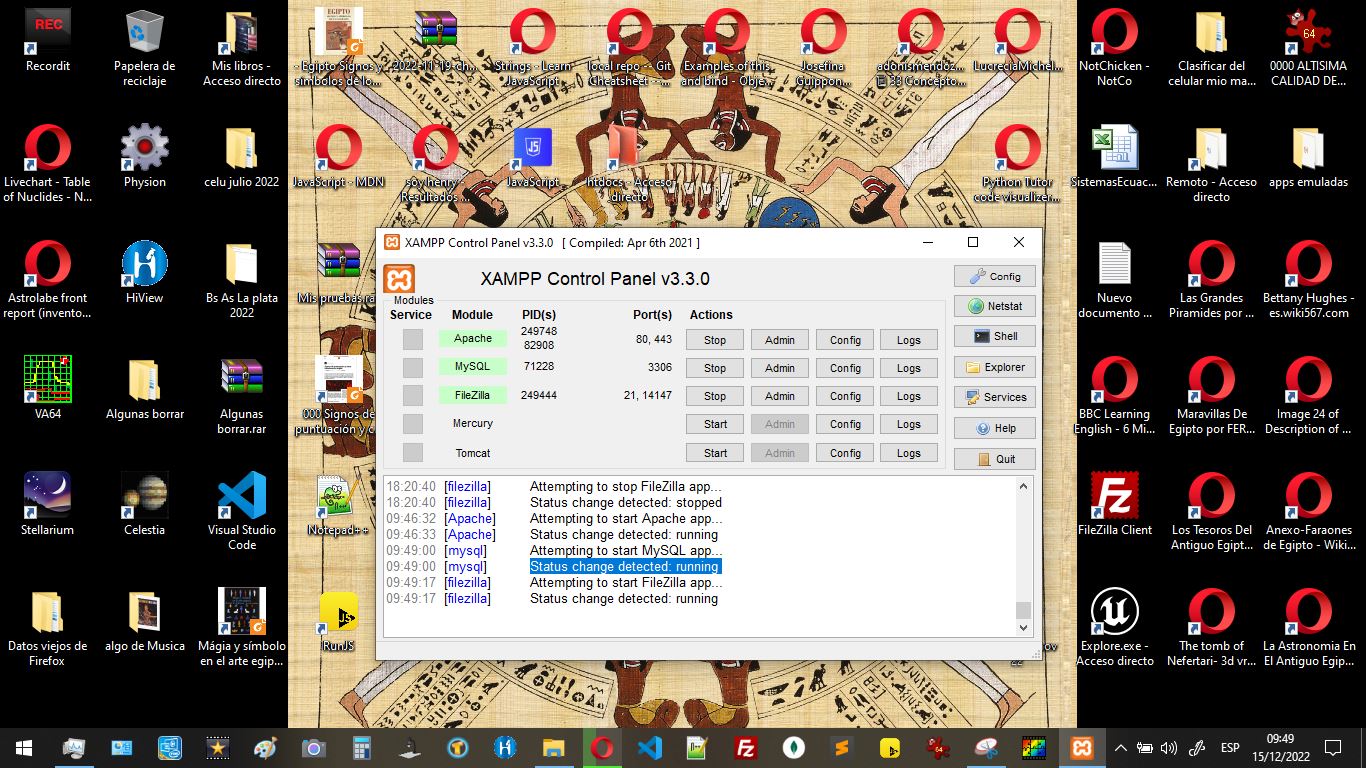 REC
Recordit
Papelera de
reciclaje
Mis libros -
Acceso directo
EGIPTO
- Egipto Signos y
símbolos de lo...
2022-11-19-ch...
Strings - Learn
JavaScript
local repo -- Git
Cheatsheet -...
Examples of this
and bind - Obje...
Josefina
Guippon...
adonismendoz...
El 33 Concepto...
LucreciaMichel...
NotChicken -
NotCo
Clasificar del
celular mio ma...
64
0000 ALTISIMA
CALIDAD DE...
Livechart - Table
of Nuclides - N...
Physion
celu julio 2022
JavaScript - MDN
soyhenry -
Resultados ...
JS
JavaScript
htdocs - Acceso
directo
Python Tutor
code visualizer...
SistemasEcuac...
Remoto - Acceso
directo
apps emuladas
Astrolabe front
report (invento...
HiView
Bs As La plata
2022
Mis pruebas.ra
Nuevo
documento ...
Las Grandes
Piramides por ...
Bettany Hughes -
es.wiki567.com
VA64
Algunas borrar
Algunas
borrar.rar
000 Signos de
puntuación y c
BBC Learning
English - 6 Mi...
Maravillas De
Egipto por FER...
Image 24 of
Description of ...
Stellarium
Celestia
Visual Studio
Code
Notepad++
FileZilla Client
Los Tesoros Del
Antiguo Egipt...
Anexo-Faraones
de Egipto - Wiki...
Datos viejos de
Firefox
algo de Musica
Mágia y símbolo
en el arte egip...
JS
RunJS
Explore.exe -
Acceso directo
The tomb of
Nefertari- 3d vr...
La Astronomia En
El Antiguo Egip...
XAMPP Control Panel v3.3.0 [ Compiled: Apr 6th 2021 ]
XAMPP Control Panel v3.3.0
Modules
Service Module PID(s) Port(s) Actions
Apache 249748
82908 80, 443 Stop Admin Config Logs
MySQL 71228 3306 Stop Admin Config Logs
FileZilla 249444 21, 14147 Stop Admin Config Logs
Mercury Start Admin Config Logs
Tomcat Start Admin Config Logs
Config
Netstat
Shell
Explorer
Services
Help
Quit
18:20:40 [filezilla] Attempting to stop FileZilla app...
18:20:40 [filezilla] Status change detected: stopped
09:46:32 [Apache] Attempting to start Apache app...
09:46:33 [Apache] Status change detected: running
09:49:00 [mysql] Attempting to start MySQL app...
09:49:00 [mysql] Status change detected: running
09:49:17 [filezilla] Attempting to start FileZilla app...
09:49:17 [filezilla] Status change detected: running
ov
22
ESP
09:49
15/12/2022